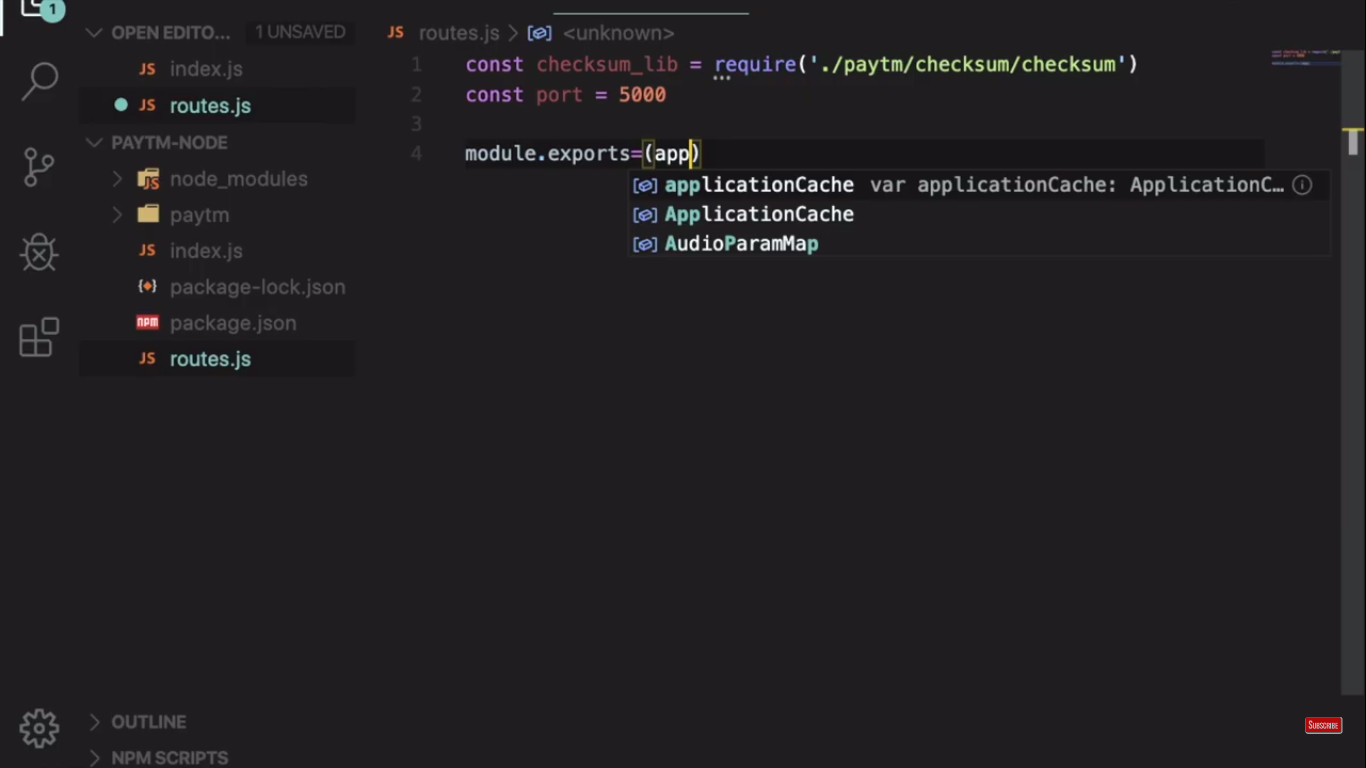 1
OPEN EDITO... 1 UNSAVED
JS index.js
JS routes.js
PAYTM-NODE
JS node_modules
paytm
JS index.js
package-lock.json
npm package.json
JS routes.js
OUTLINE
NPM SCRIPTS
JS routes.js > <unknown>
1 const checksum_lib = require('./paytm/checksum/checksum')
2 const port = 5000
3
4 module.exports=(app)
applicationCache var applicationCache: ApplicationC…
ApplicationCache
AudioParamMap
SUBSCRIBE